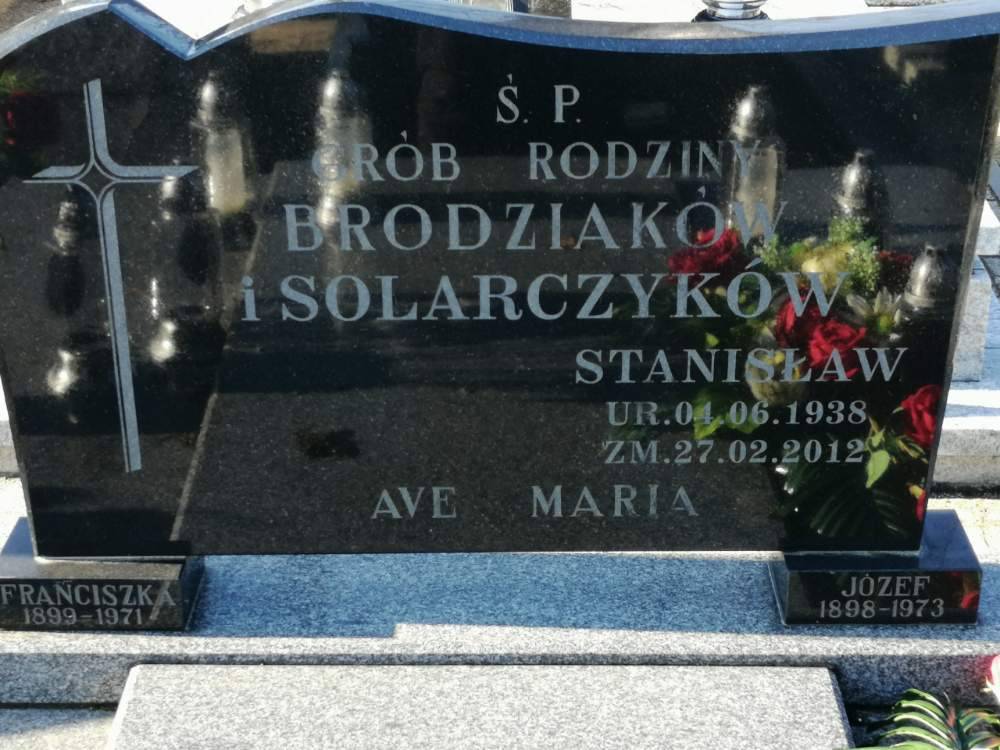 Ś. P.
GRÓB RODZINY
BRODZIAKÓW
i SOLARCZYKÓW
STANISŁAW
UR.04.06.1938
ZM.27.02.2012
AVE MARIA
FRANCISZKA
1899-1971
JÓZEF
1898-1973